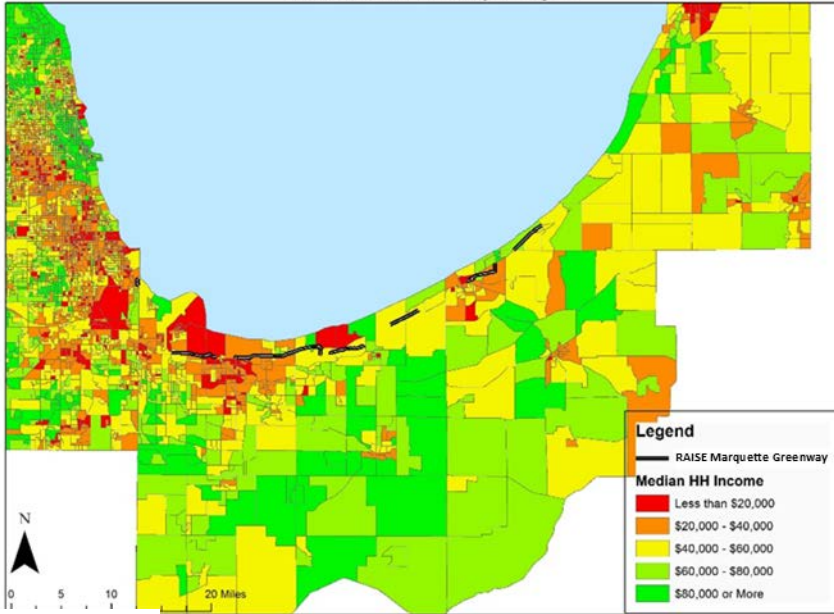 Legend
RAISE Marquette Greenway
Median HH Income
Less than $20,000
$20,000 - $40,000
$40,000 - $60,000
$60,000 - $80,000
$80,000 or More
N
0 5 10 20 Miles